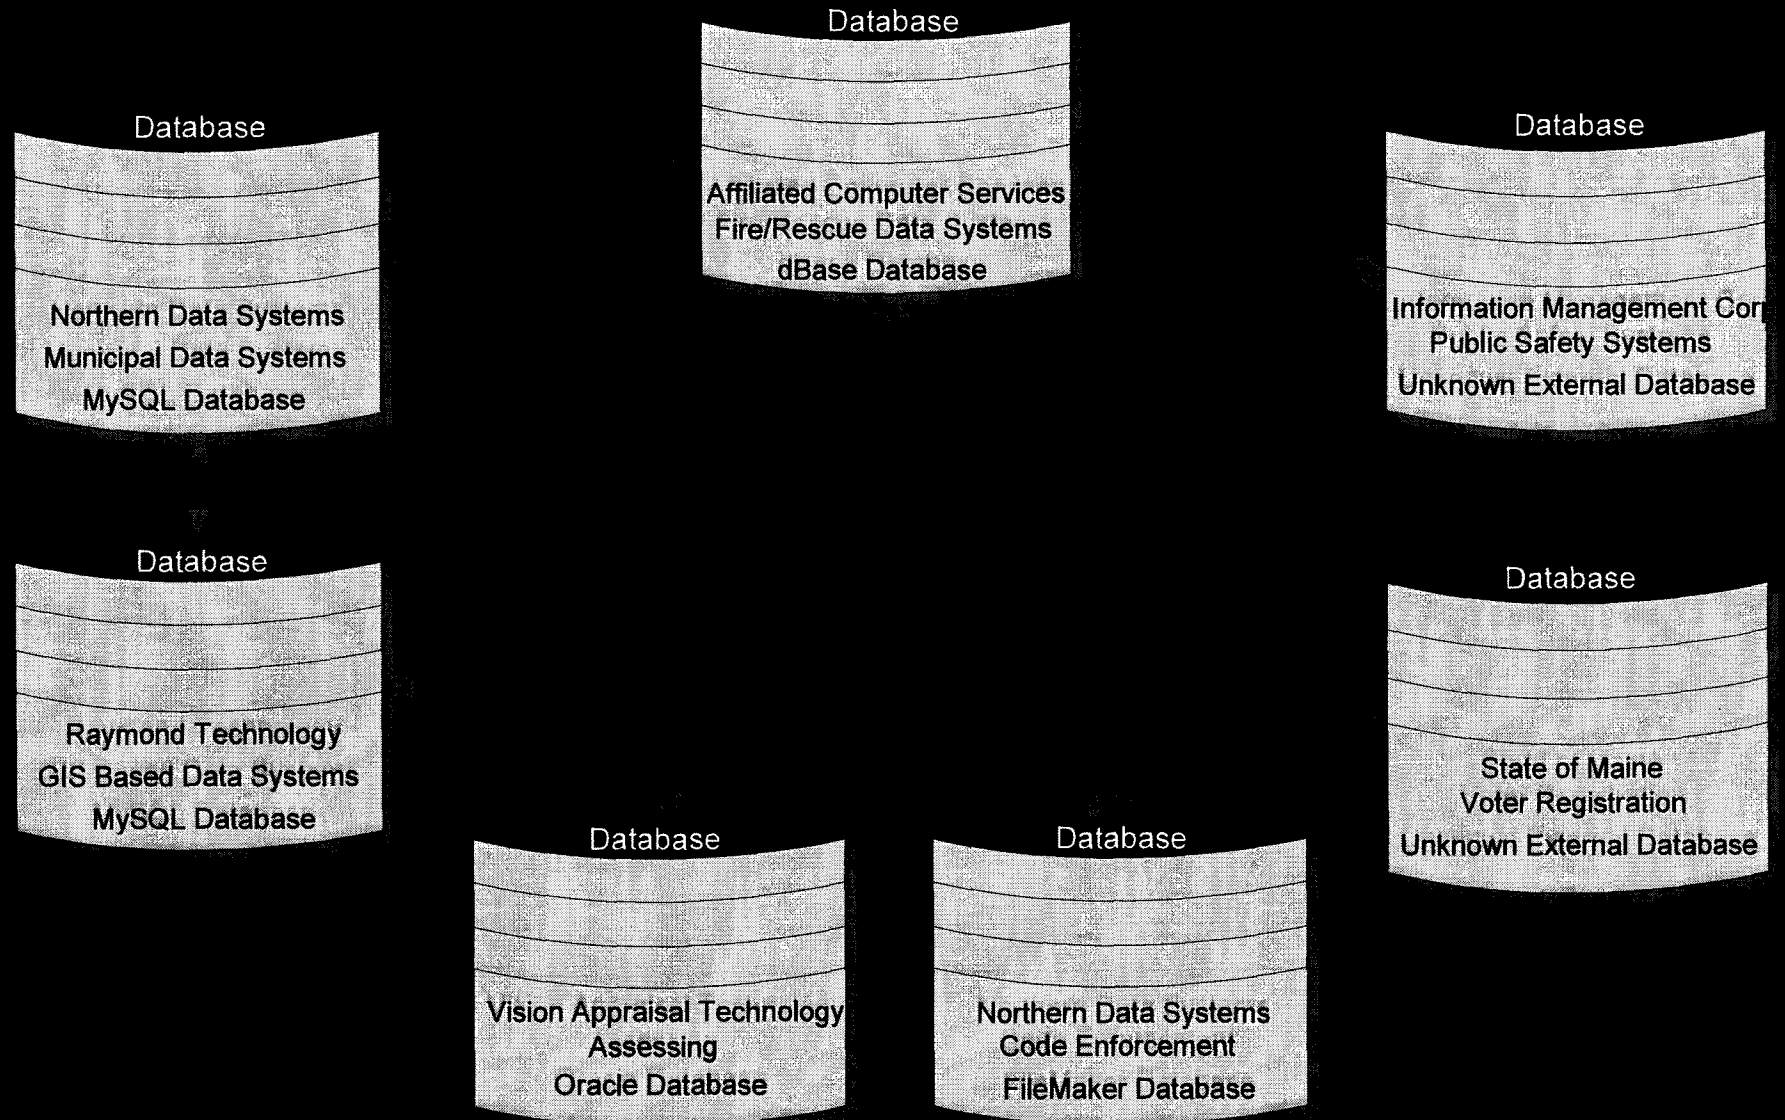 Database
Affiliated Computer Services
Fire/Rescue Data Systems
dBase Database
Database
Northern Data Systems
Municipal Data Systems
MySQL Database
Database
Information Management Corp
Public Safety Systems
Unknown External Database
Database
Raymond Technology
GIS Based Data Systems
MySQL Database
Database
State of Maine
Voter Registration
Unknown External Database
Database
Vision Appraisal Technology
Assessing
Oracle Database
Database
Northern Data Systems
Code Enforcement
FileMaker Database